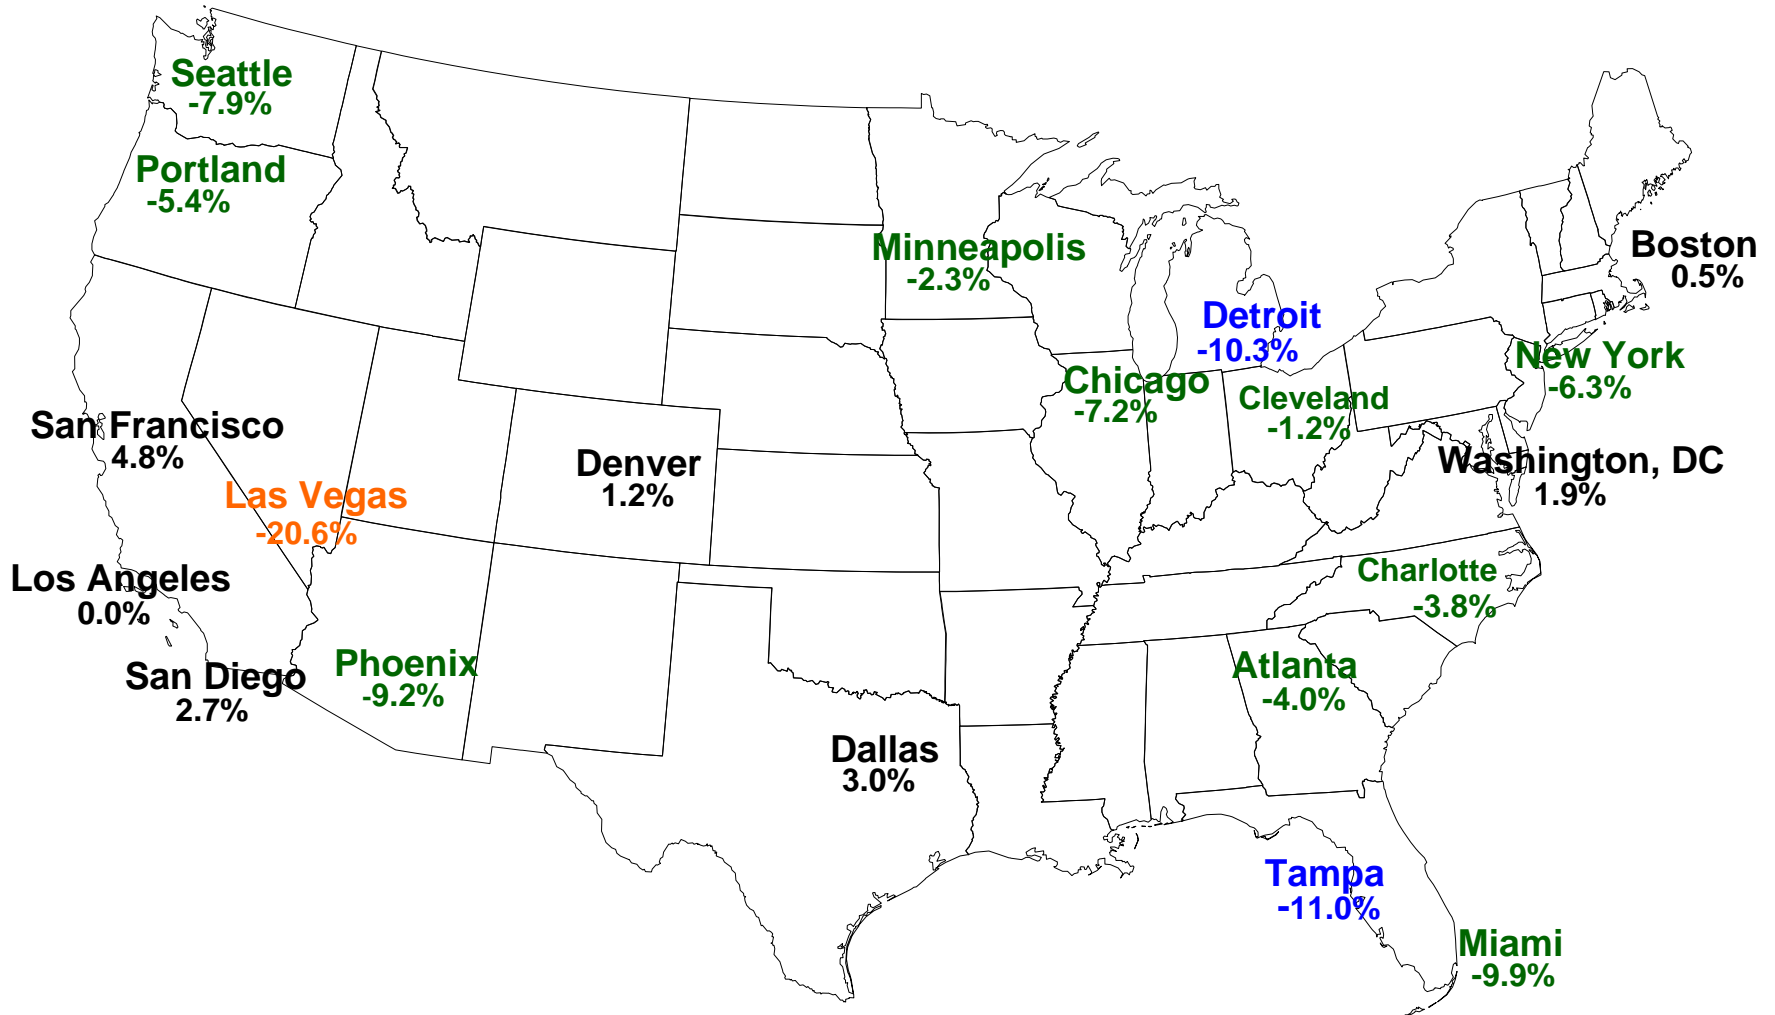 Seattle
-7.9%
Portland
-5.4%
Minneapolis
-2.3%
Boston
0.5%
Detroit
-10.3%
New York
-6.3%
Chicago
-7.2%
Cleveland
-1.2%
San Francisco
4.8%
Denver
1.2%
Washington, DC
1.9%
Las Vegas
-20.6%
Los Angeles
0.0%
Charlotte
-3.8%
San Diego
2.7%
Phoenix
-9.2%
Atlanta
-4.0%
Dallas
3.0%
Tampa
-11.0%
Miami
-9.9%